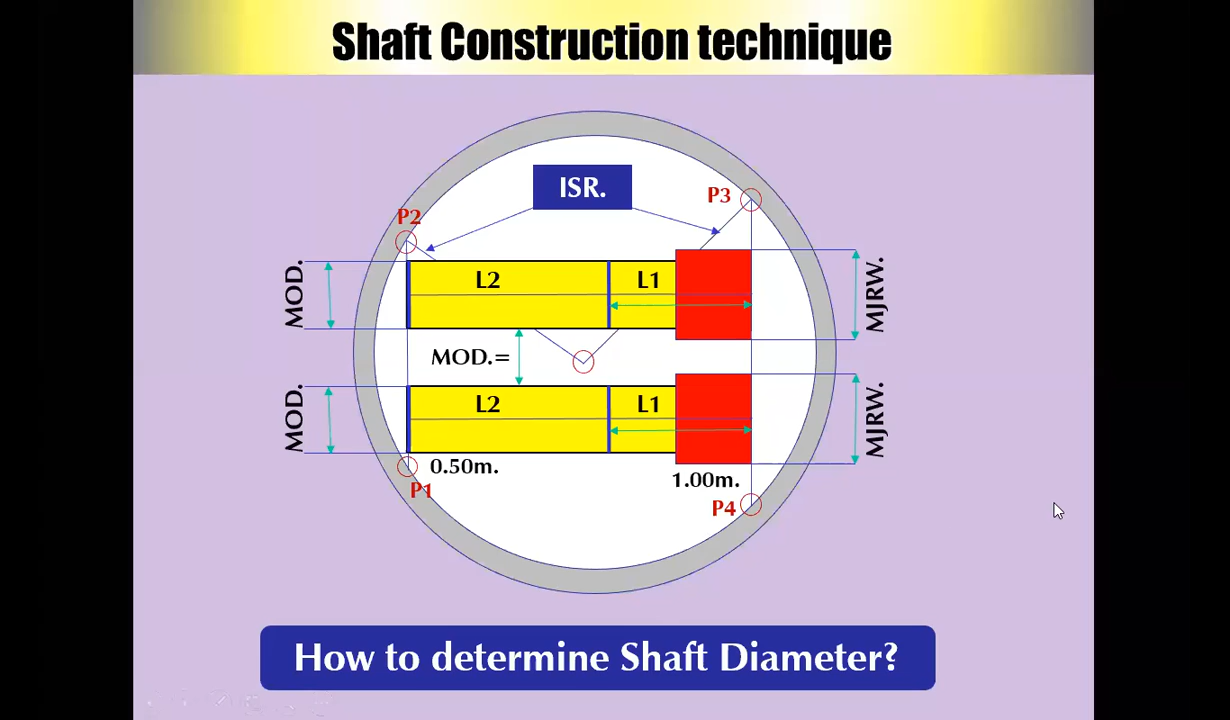 Shaft Construction technique
ISR.
P3
P2
MOD.
L2
L1
MJRW.
MOD.=
MOD.
L2
L1
MJRW.
0.50m.
1.00m.
P1
P4
How to determine Shaft Diameter?